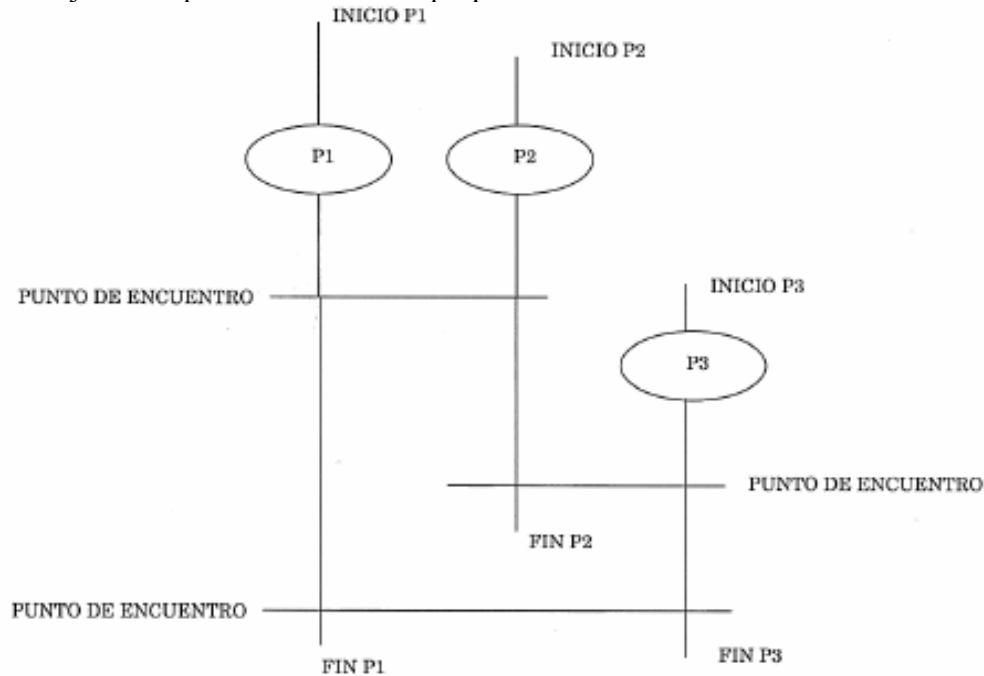 INICIO P1
INICIO P2
P1
P2
PUNTO DE ENCUENTRO
INICIO P3
P3
PUNTO DE ENCUENTRO
FIN P2
PUNTO DE ENCUENTRO
FIN P1
FIN P3